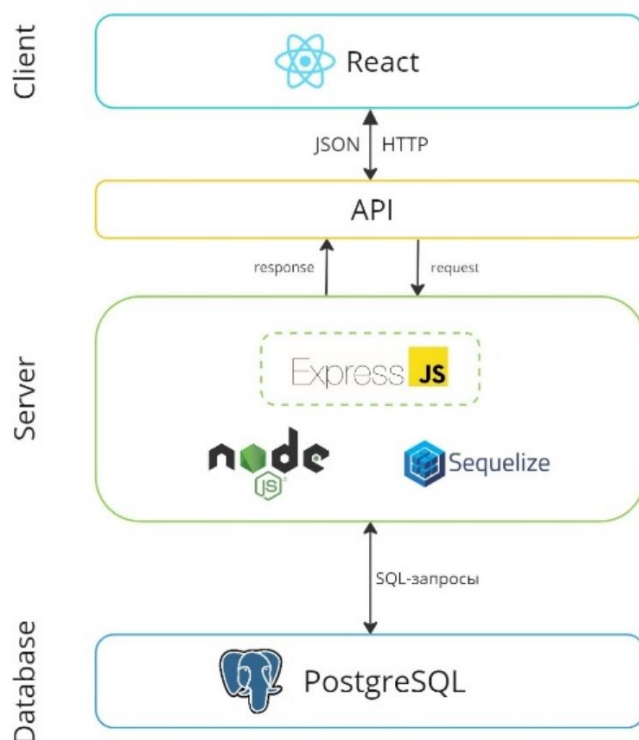 Client
React
JSON HTTP
API
response request
Server
Express JS
node
JS
Sequelize
SQL-запросы
Database
PostgreSQL